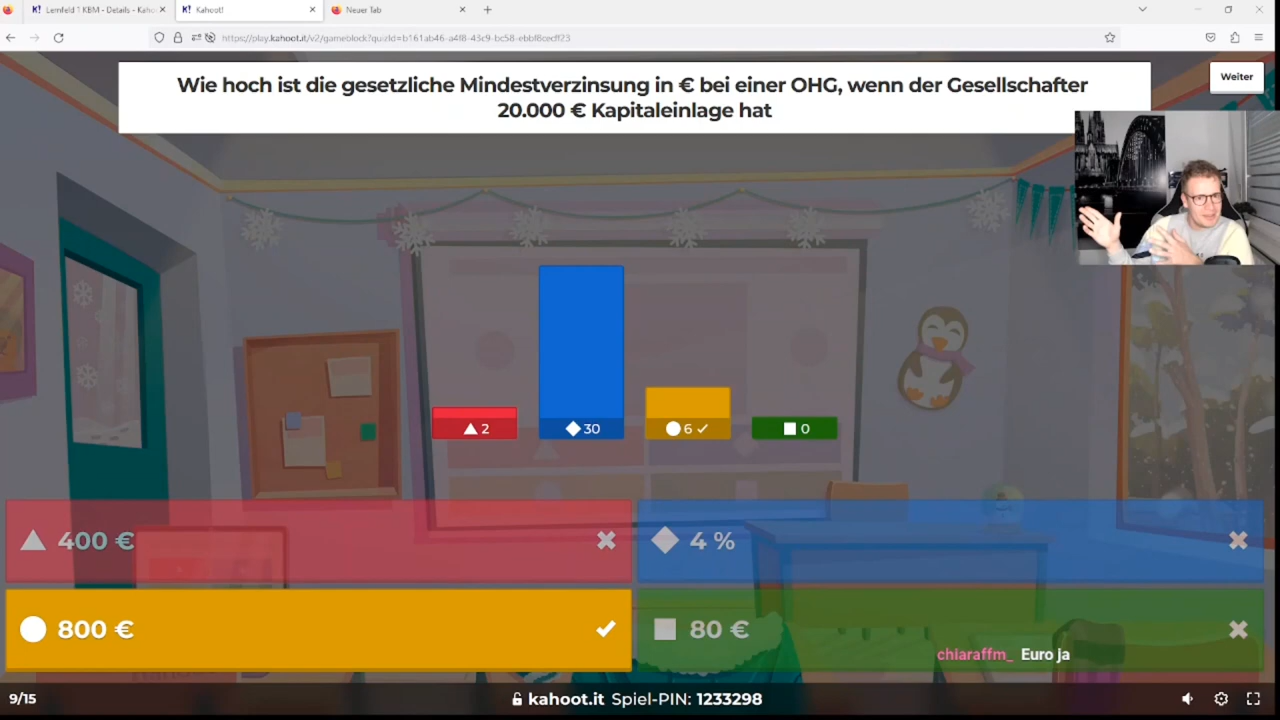 Lernfeld 1 KBM - Details - Kaho
Kahoot!
Neuer Tab
https://play.kahoot.it/v2/gameblock?quizId=b161ab46-a4f8-43c9-bc58-ebbf8cecff23
Wie hoch ist die gesetzliche Mindestverzinsung in € bei einer OHG, wenn der Gesellschafter
20.000 € Kapitaleinlage hat
Weiter
2
30
6
0
400 €
4 %
800 €
80 €
chiaraffm_ Euro ja
9/15
kahoot.it Spiel-PIN: 1233298